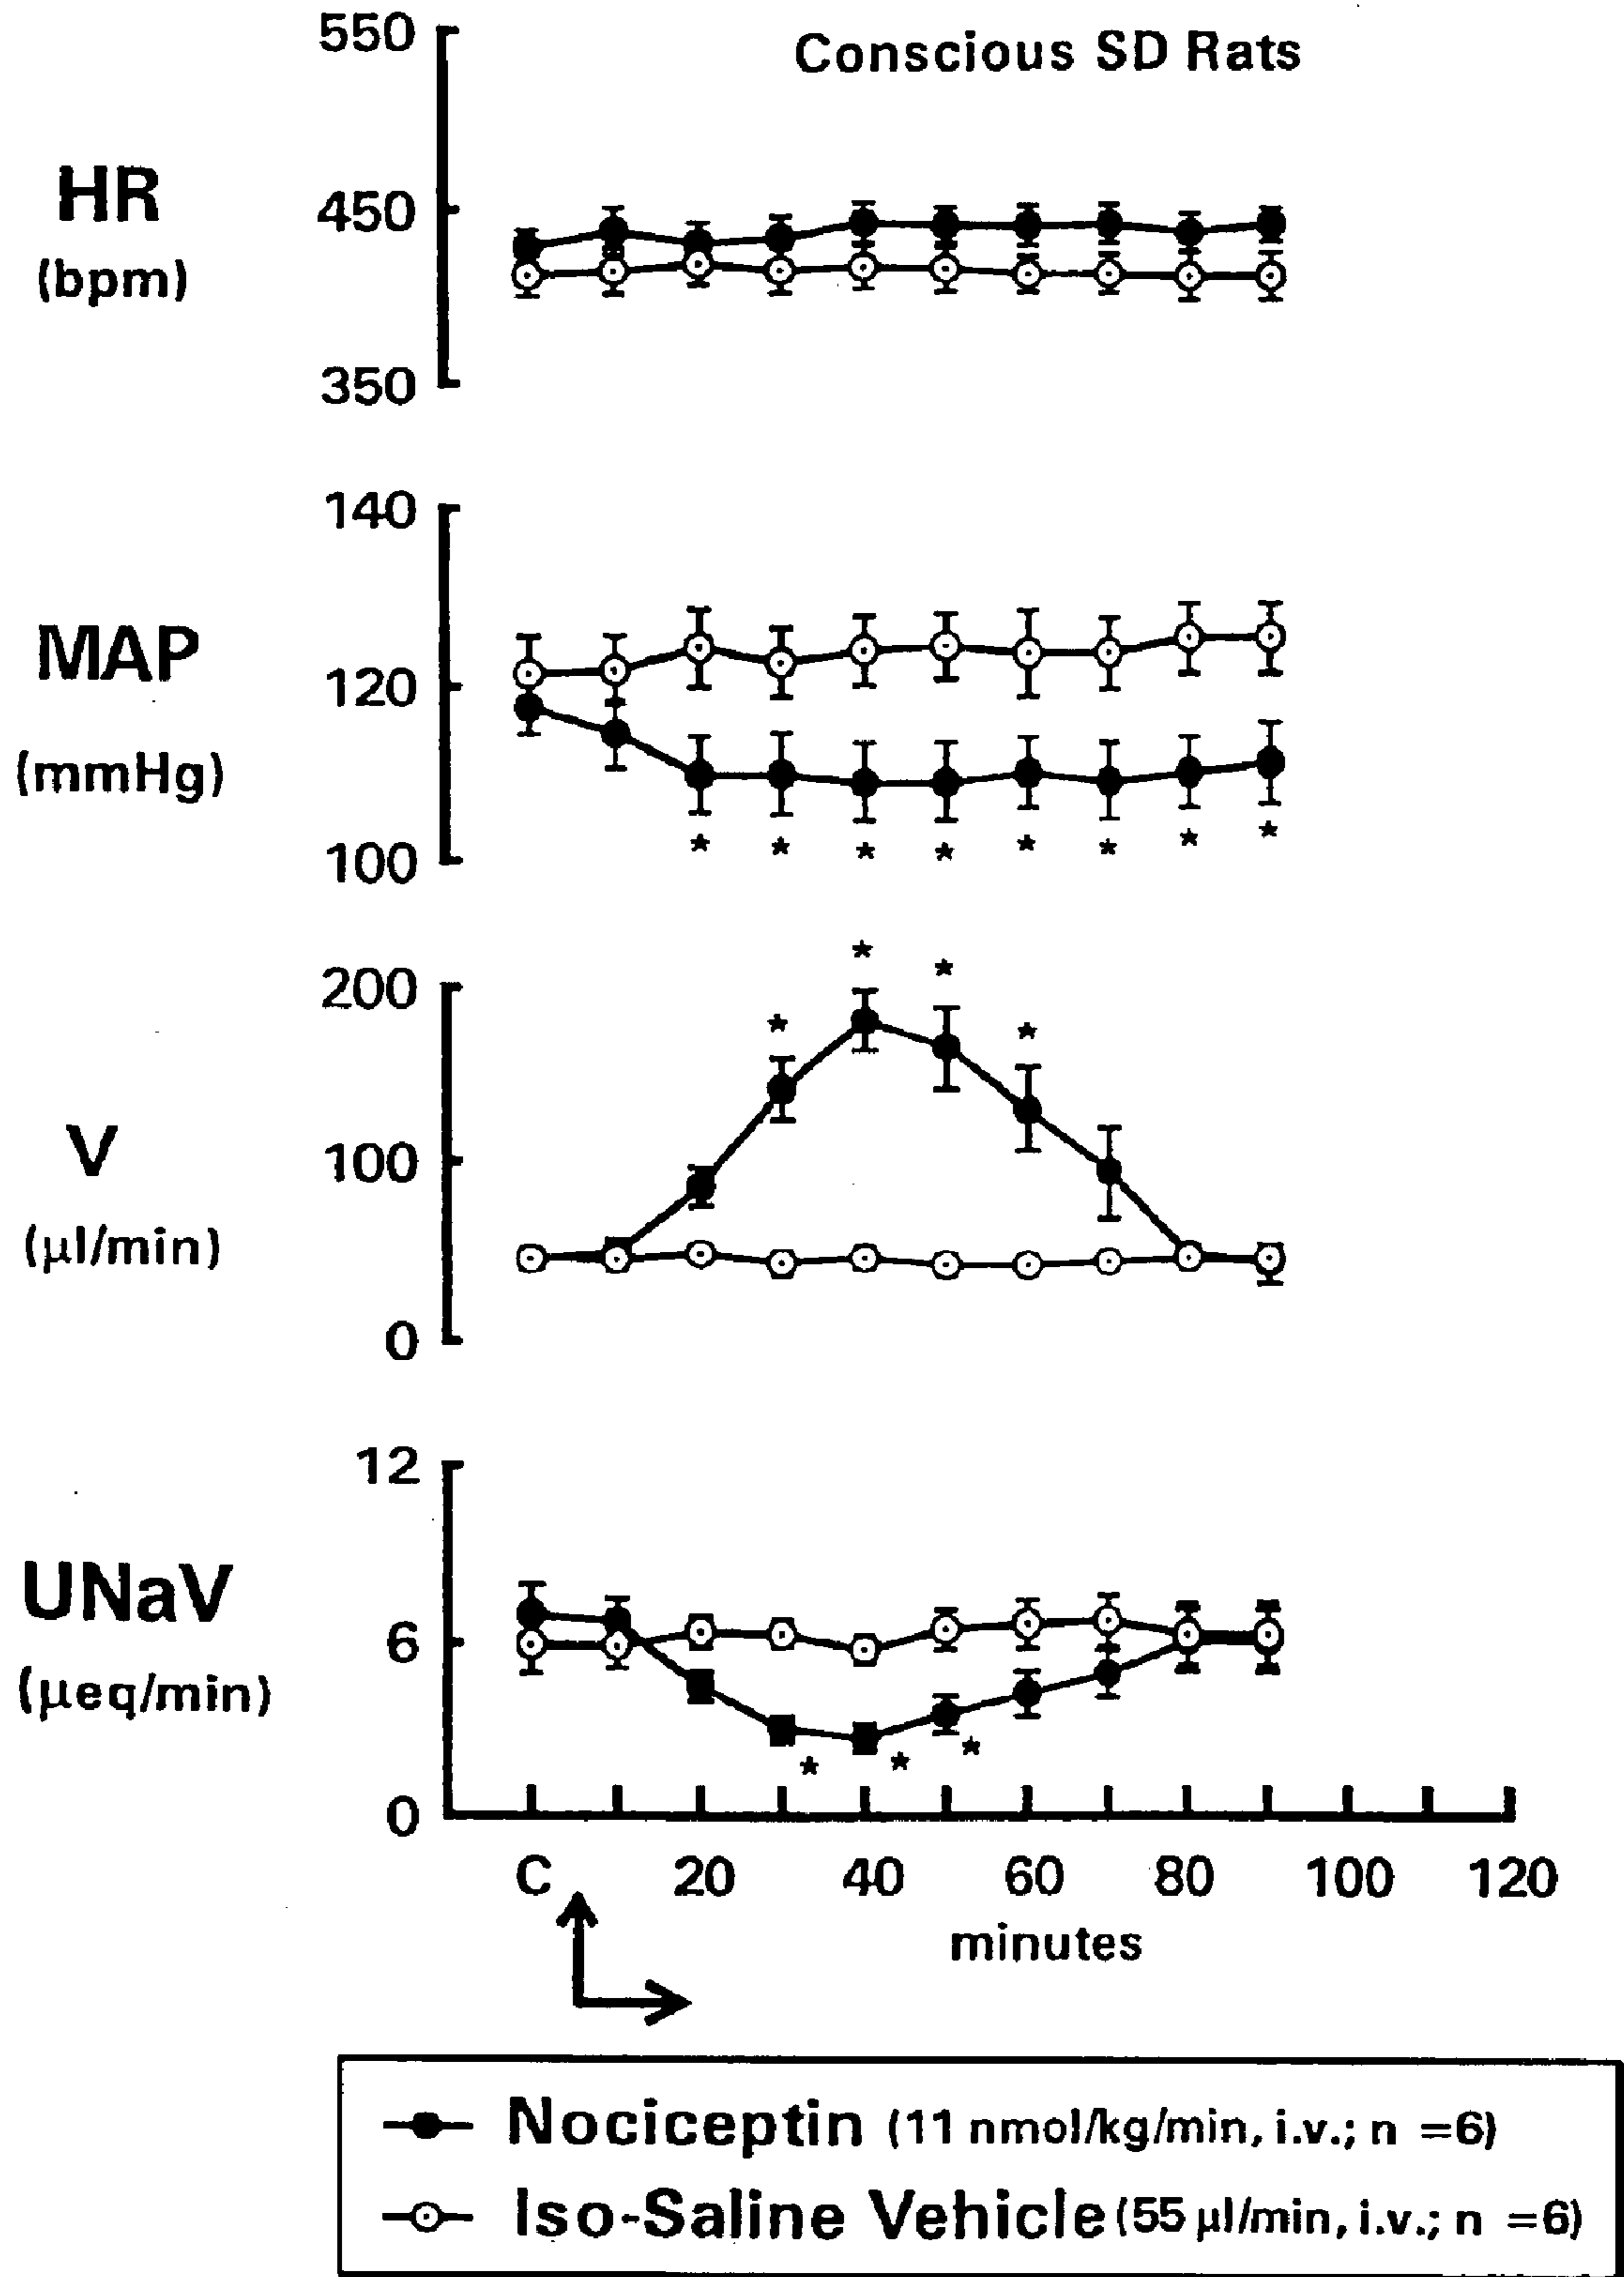 Conscious SD Rats
550
HR
450
(bpm)
350
140
MAP
120
(mmHg)
100
* * * * * * * *
* * * *
200
V
100
(µl/min)
0
12
UNaV
6
(µeq/min)
* * *
0
C 20 40 60 80 100 120
minutes
Nociceptin (11 nmol/kg/min, i.v.; n =6)
Iso-Saline Vehicle (55 µl/min, i.v.; n =6)